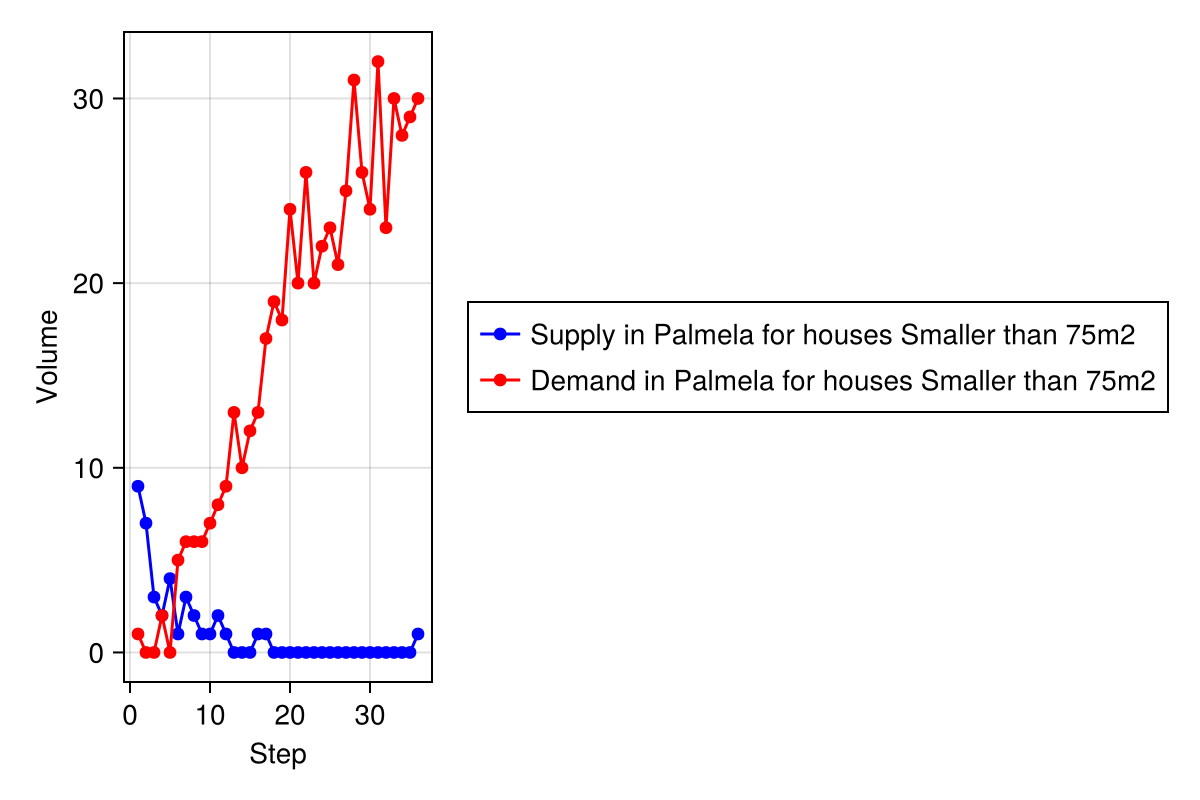 Volume
30
20
10
0
0 10 20 30
Step
Supply in Palmela for houses Smaller than 75m2
Demand in Palmela for houses Smaller than 75m2